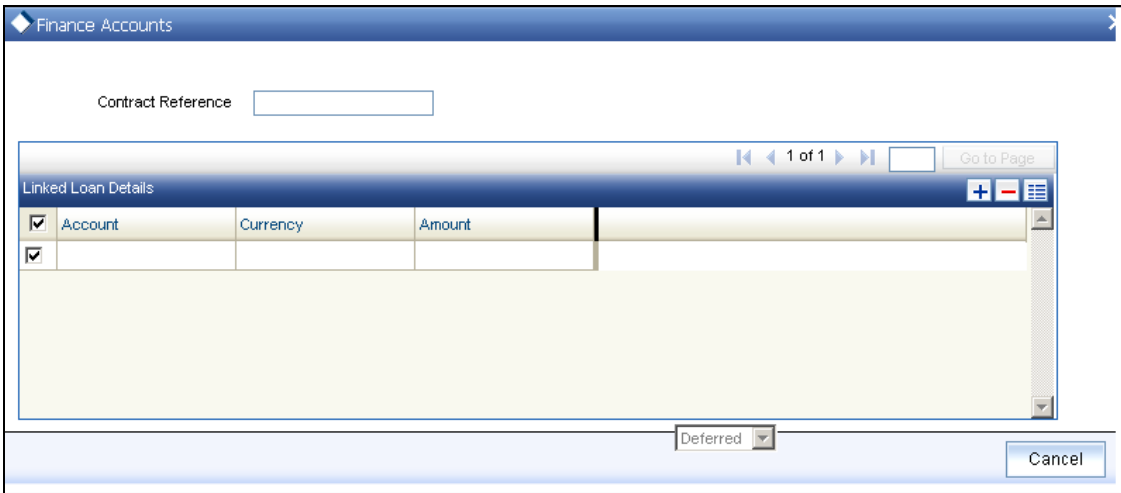 Finance Accounts
Contract Reference
1 of 1 Go to Page
Linked Loan Details
Account Currency Amount
Deferred
Cancel